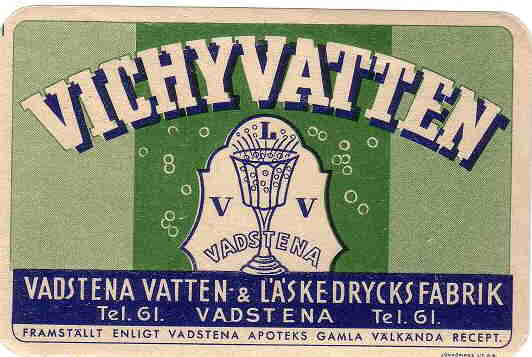 VICHYVATTEN
L
V V
VADSTENA
VADSTENA VATTEN- & LÄSKEDRYCKSFABRIK
Tel. 61. VADSTENA Tel. 61.
FRAMSTÄLLT ENLIGT VADSTENA APOTEKS GAMLA VÄLKÄNDA RECEPT.